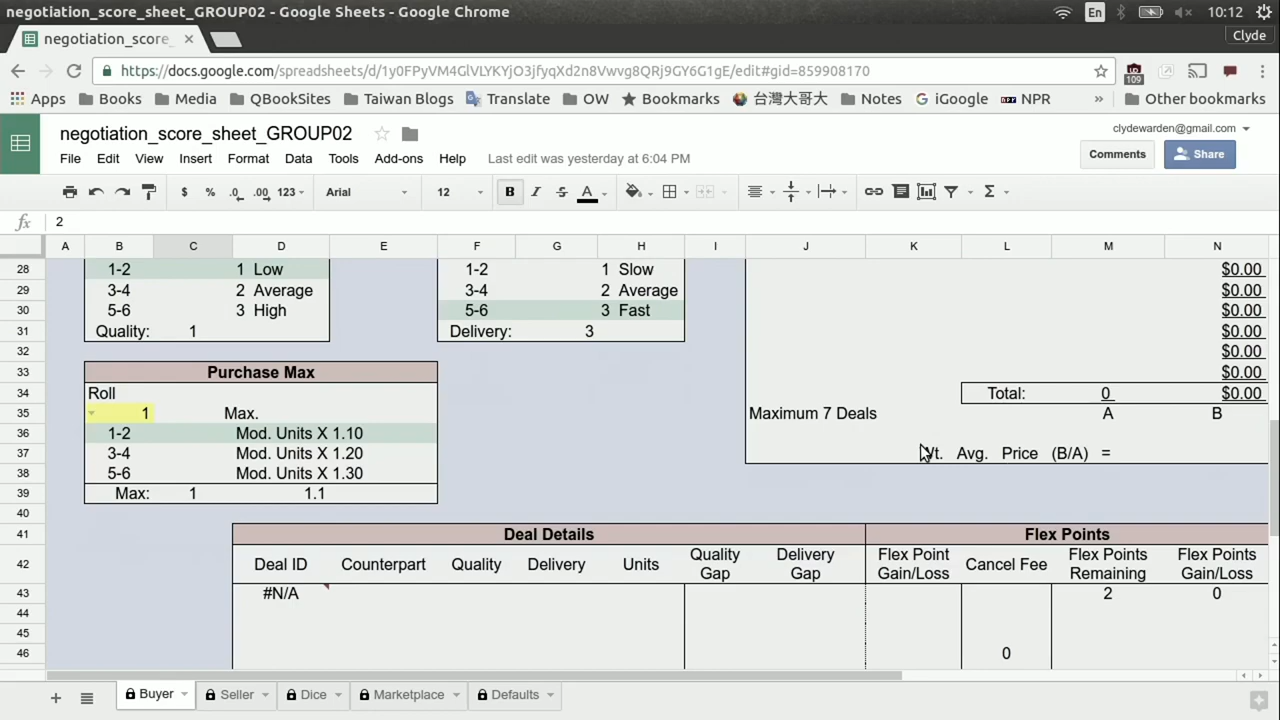 negotiation_score_sheet_GROUP02 - Google Sheets - Google Chrome En 10:12
negotiation_score_ × Clyde
https://docs.google.com/spreadsheets/d/1y0FPyVM4GlVLYKYjO3jfyqXd2n8Vwvg8QRj9GY6G1gE/edit#gid=859908170 109
Apps Books Media QBookSites Taiwan Blogs Translate OW Bookmarks 台灣大哥大 Notes iGoogle NPR » Other bookmarks
negotiation_score_sheet_GROUP02 clydewarden@gmail.com
File Edit View Insert Format Data Tools Add-ons Help Last edit was yesterday at 6:04 PM Comments Share
$ % .0 .00 123 Arial 12 B I S A Σ
fx 2
A B C D E F G H I J K L M N
28 1-2 1 Low 1-2 1 Slow $0.00
29 3-4 2 Average 3-4 2 Average $0.00
30 5-6 3 High 5-6 3 Fast $0.00
31 Quality: 1 Delivery: 3 $0.00
32 $0.00
33 Purchase Max $0.00
34 Roll Total: 0 $0.00
35 1 Max. Maximum 7 Deals A B
36 1-2 Mod. Units X 1.10
37 3-4 Mod. Units X 1.20 Wt. Avg. Price (B/A) =
38 5-6 Mod. Units X 1.30
39 Max: 1 1.1
40
41 Deal Details Flex Points
42 Deal ID Counterpart Quality Delivery Units Quality Gap Delivery Gap Flex Point Gain/Loss Cancel Fee Flex Points Remaining Flex Points Gain/Loss
43 #N/A 2 0
44
45
46 0
+ Buyer Seller Dice Marketplace Defaults